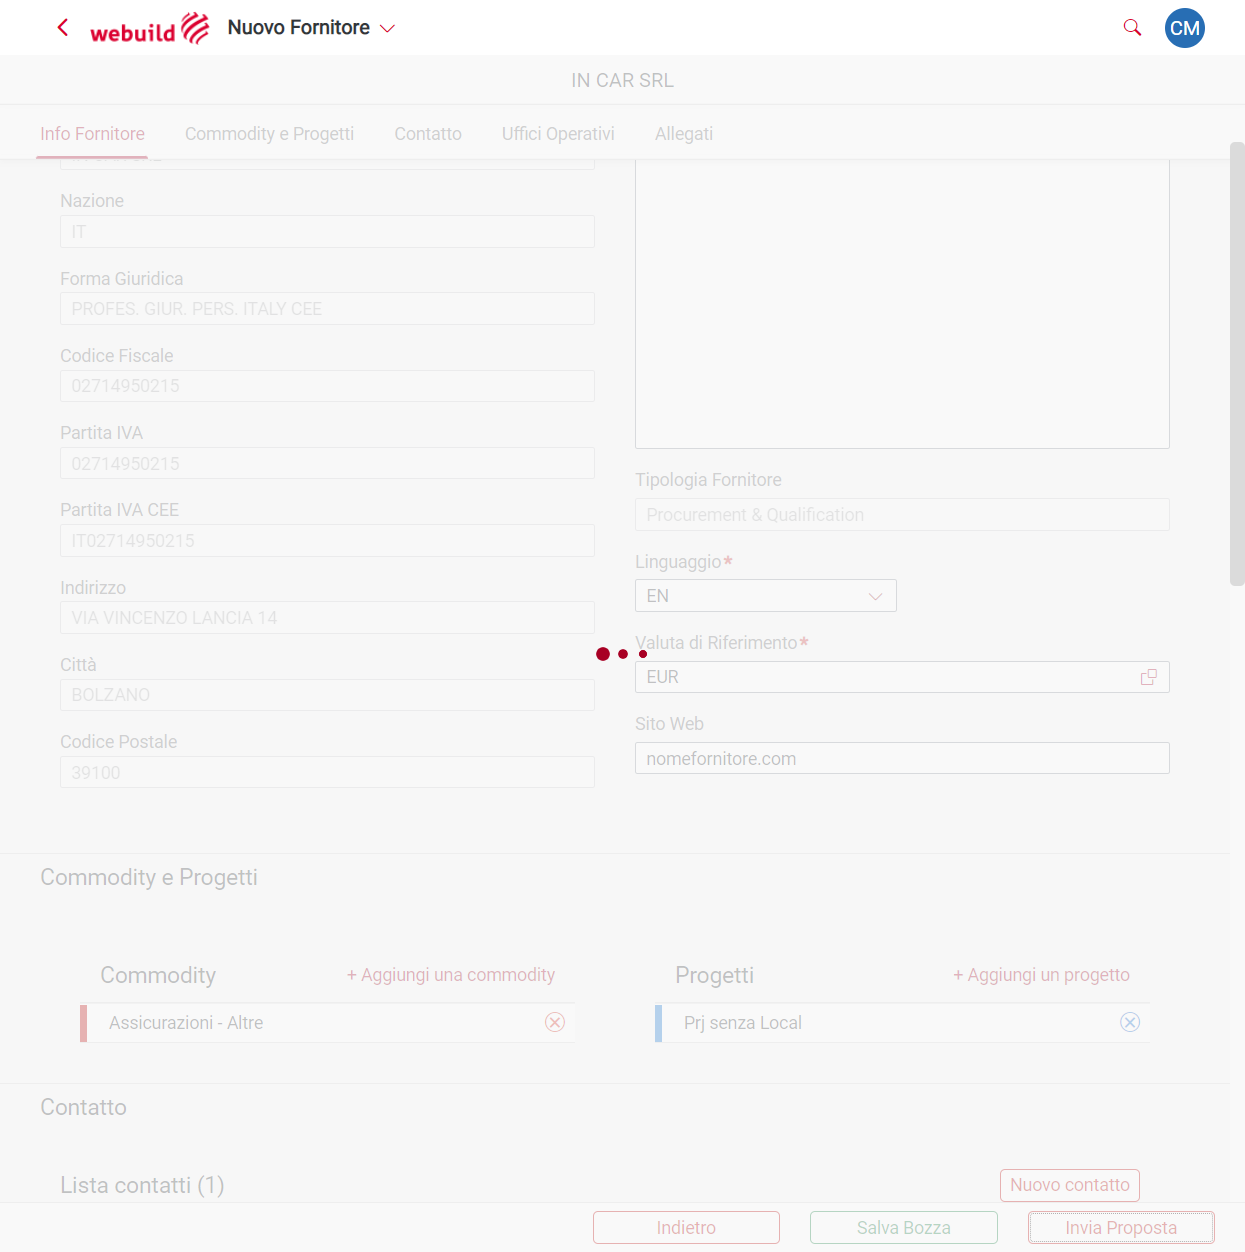 webuild
Nuovo Fornitore
CM
IN CAR SRL
Info Fornitore
Commodity e Progetti
Contatto
Uffici Operativi
Allegati
Nazione
IT
Forma Giuridica
PROFES. GIUR. PERS. ITALY CEE
Codice Fiscale
02714950215
Partita IVA
02714950215
Partita IVA CEE
IT02714950215
Indirizzo
VIA VINCENZO LANCIA 14
Città
BOLZANO
Codice Postale
39100
Tipologia Fornitore
Procurement & Qualification
Linguaggio*
EN
Valuta di Riferimento*
EUR
Sito Web
nomefornitore.com
Commodity e Progetti
Commodity
+ Aggiungi una commodity
Assicurazioni - Altre
Progetti
+ Aggiungi un progetto
Prj senza Local
Contatto
Lista contatti (1)
Nuovo contatto
Indietro
Salva Bozza
Invia Proposta